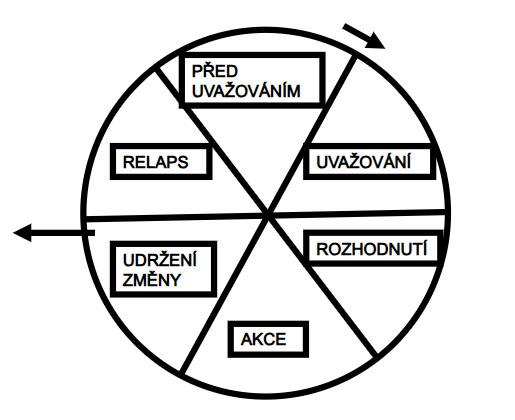 PŘED
UVAŽOVÁNÍM
UVAŽOVÁNÍ
ROZHODNUTÍ
AKCE
UDRŽENÍ
ZMĚNY
RELAPS